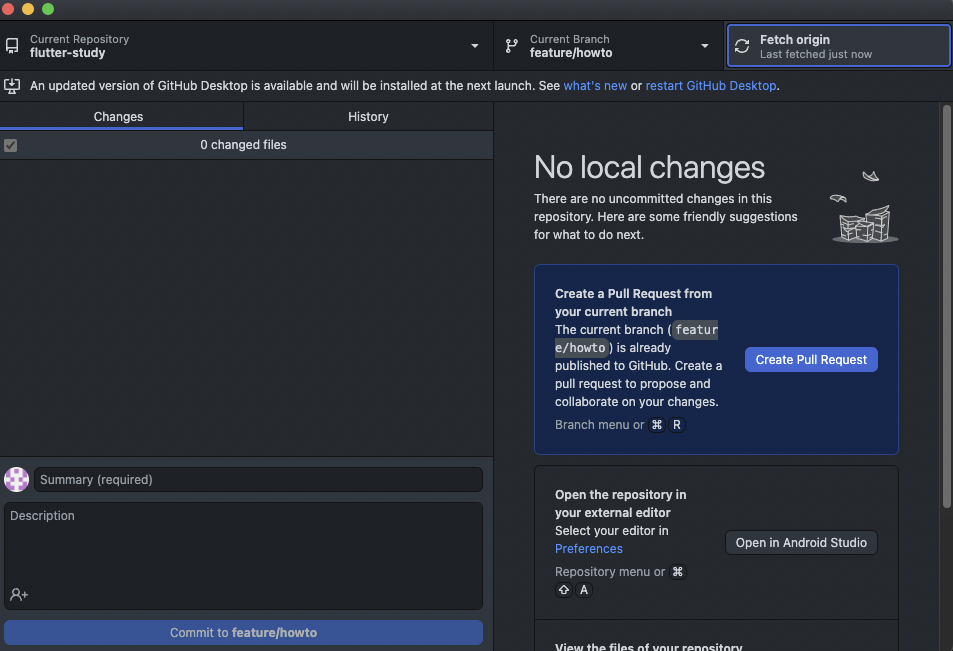 Current Repository
flutter-study
Current Branch
feature/howto
Fetch origin
Last fetched just now
An updated version of GitHub Desktop is available and will be installed at the next launch. See what's new or restart GitHub Desktop.
Changes
History
0 changed files
No local changes
There are no uncommitted changes in this
repository. Here are some friendly suggestions
for what to do next.
Create a Pull Request from
your current branch
The current branch (featur
e/howto) is already
published to GitHub. Create a
pull request to propose and
collaborate on your changes.
Branch menu or ⌘ R
Create Pull Request
Open the repository in
your external editor
Select your editor in
Preferences
Repository menu or ⌘
⇧ A
Open in Android Studio
View the files of your repository
Summary (required)
Description
Commit to feature/howto